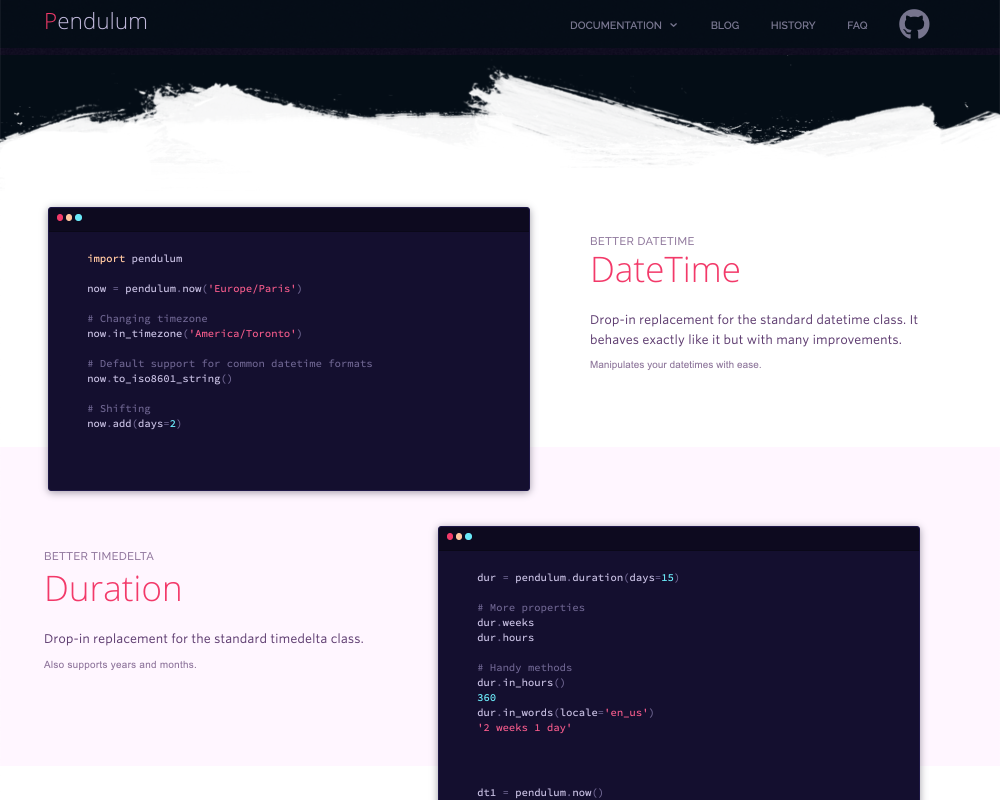 Pendulum
DOCUMENTATION BLOG HISTORY FAQ
import pendulum
now = pendulum.now('Europe/Paris')
# Changing timezone
now.in_timezone('America/Toronto')
# Default support for common datetime formats
now.to_iso8601_string()
# Shifting
now.add(days=2)
BETTER DATETIME
DateTime
Drop-in replacement for the standard datetime class. It
behaves exactly like it but with many improvements.
Manipulates your datetimes with ease.
BETTER TIMEDELTA
Duration
Drop-in replacement for the standard timedelta class.
Also supports years and months.
dur = pendulum.duration(days=15)
# More properties
dur.weeks
dur.hours
# Handy methods
dur.in_hours()
360
dur.in_words(locale='en_us')
'2 weeks 1 day'
dt1 = pendulum.now()